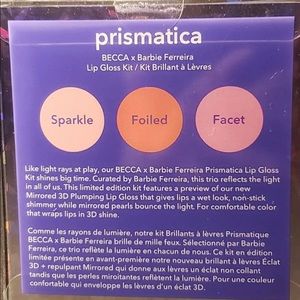 prismatica
BECCA x Barbie Ferreira
Lip Gloss Kit / Kit Brillant à Lèvres
Sparkle
Foiled
Facet
Like light rays at play, our BECCA x Barbie Ferreira Prismatica Lip Gloss
Kit shines big time. Curated by Barbie Ferreira, this trio reflects the light
in all of us. This limited edition kit features a preview of our new
Mirrored 3D Plumping Lip Gloss that gives lips a wet look, non-stick
shimmer while mirrored pearls bounce the light. For comfortable color
that wraps lips in 3D shine.
Comme les rayons de lumière, notre kit Brillants à lèvres Prismatique
BECCA x Barbie Ferreira brille de mille feux. Sélectionné par Barbie
Ferreira, ce trio reflète la lumière en chacun de nous. Ce kit en édition
limitée présente en avant-première notre nouveau brillant à lèvres Éclat
3D + repulpant Mirrored qui donne aux lèvres un éclat non collant
tandis que les perles miroitantes reflètent la lumière. Pour une couleur
confortable qui enveloppe les lèvres d'un éclat 3D.